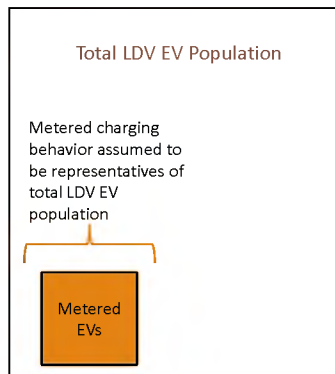 Total LDV EV Population
Metered charging
behavior assumed to
be representatives of
total LDV EV
population
Metered
EVs